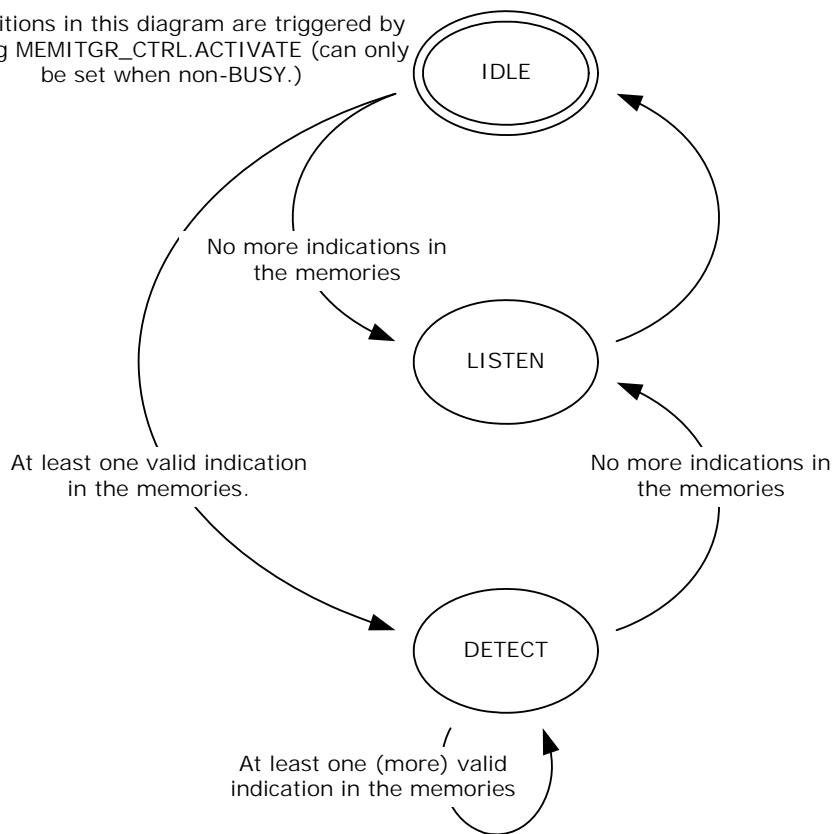 in this diagram are triggered by
MEMITGR_CTRL.ACTIVATE (can only
be set when non-BUSY.)
IDLE
No more indications in
the memories
LISTEN
At least one valid indication
in the memories.
No more indications in
the memories
DETECT
At least one (more) valid
indication in the memories